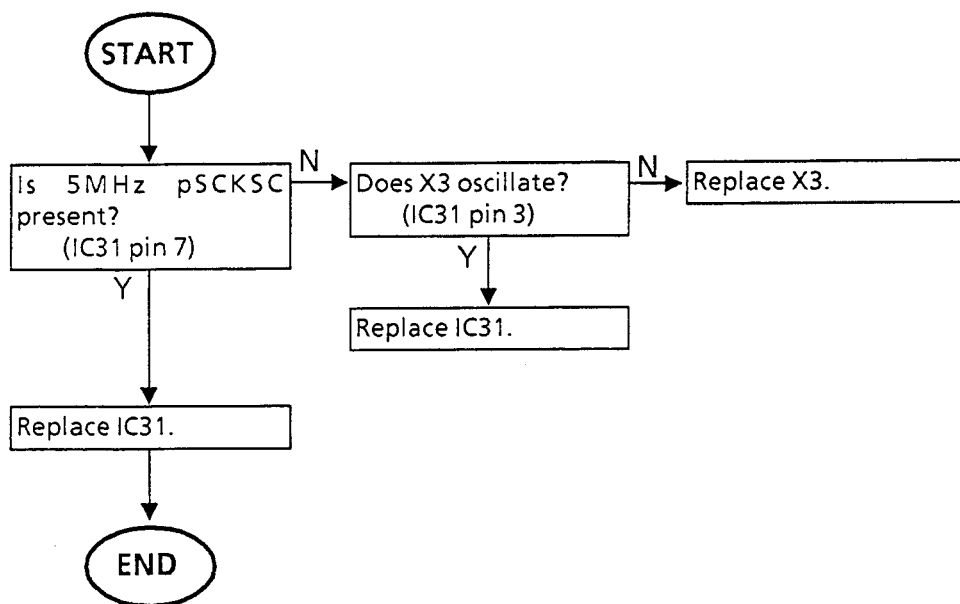 START
Is 5MHz pSCKSC
present?
(IC31 pin 7)
N
Does X3 oscillate?
(IC31 pin 3)
N
Replace X3.
Y
Y
Replace IC31.
Replace IC31.
END